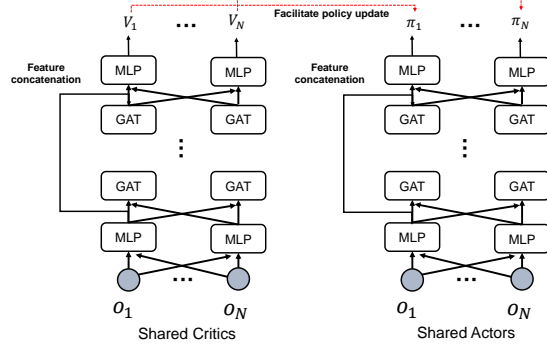 V1 ... VN Facilitate policy update π1 ... πN
Feature concatenation MLP MLP Feature concatenation MLP MLP
GAT GAT GAT GAT
...
GAT GAT GAT GAT
MLP MLP MLP MLP
... ...
o1 oN o1 oN
Shared Critics Shared Actors